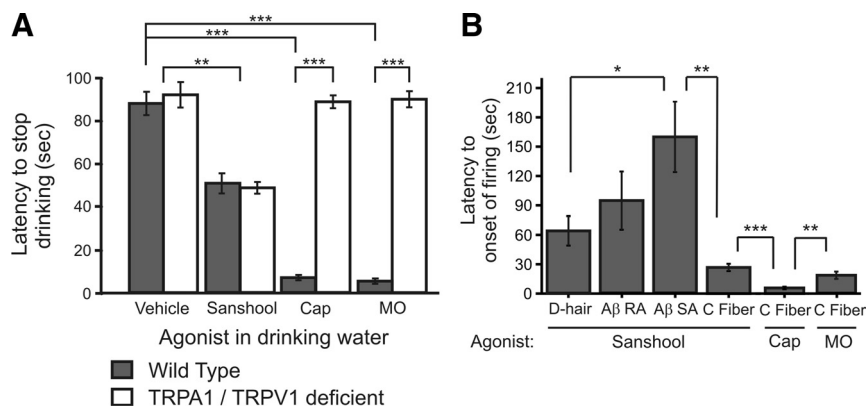 A
Latency to stop
drinking (sec)
100
80
60
40
20
0
***
***
**
***
***
Vehicle
Sanshool
Cap
MO
Agonist in drinking water
Wild Type
TRPA1 / TRPV1 deficient
B
Latency to
onset of firing (sec)
210
180
150
120
90
60
30
0
*
**
***
**
D-hair
Aβ RA
Aβ SA
C Fiber
C Fiber
C Fiber
Agonist:
Sanshool
Cap
MO